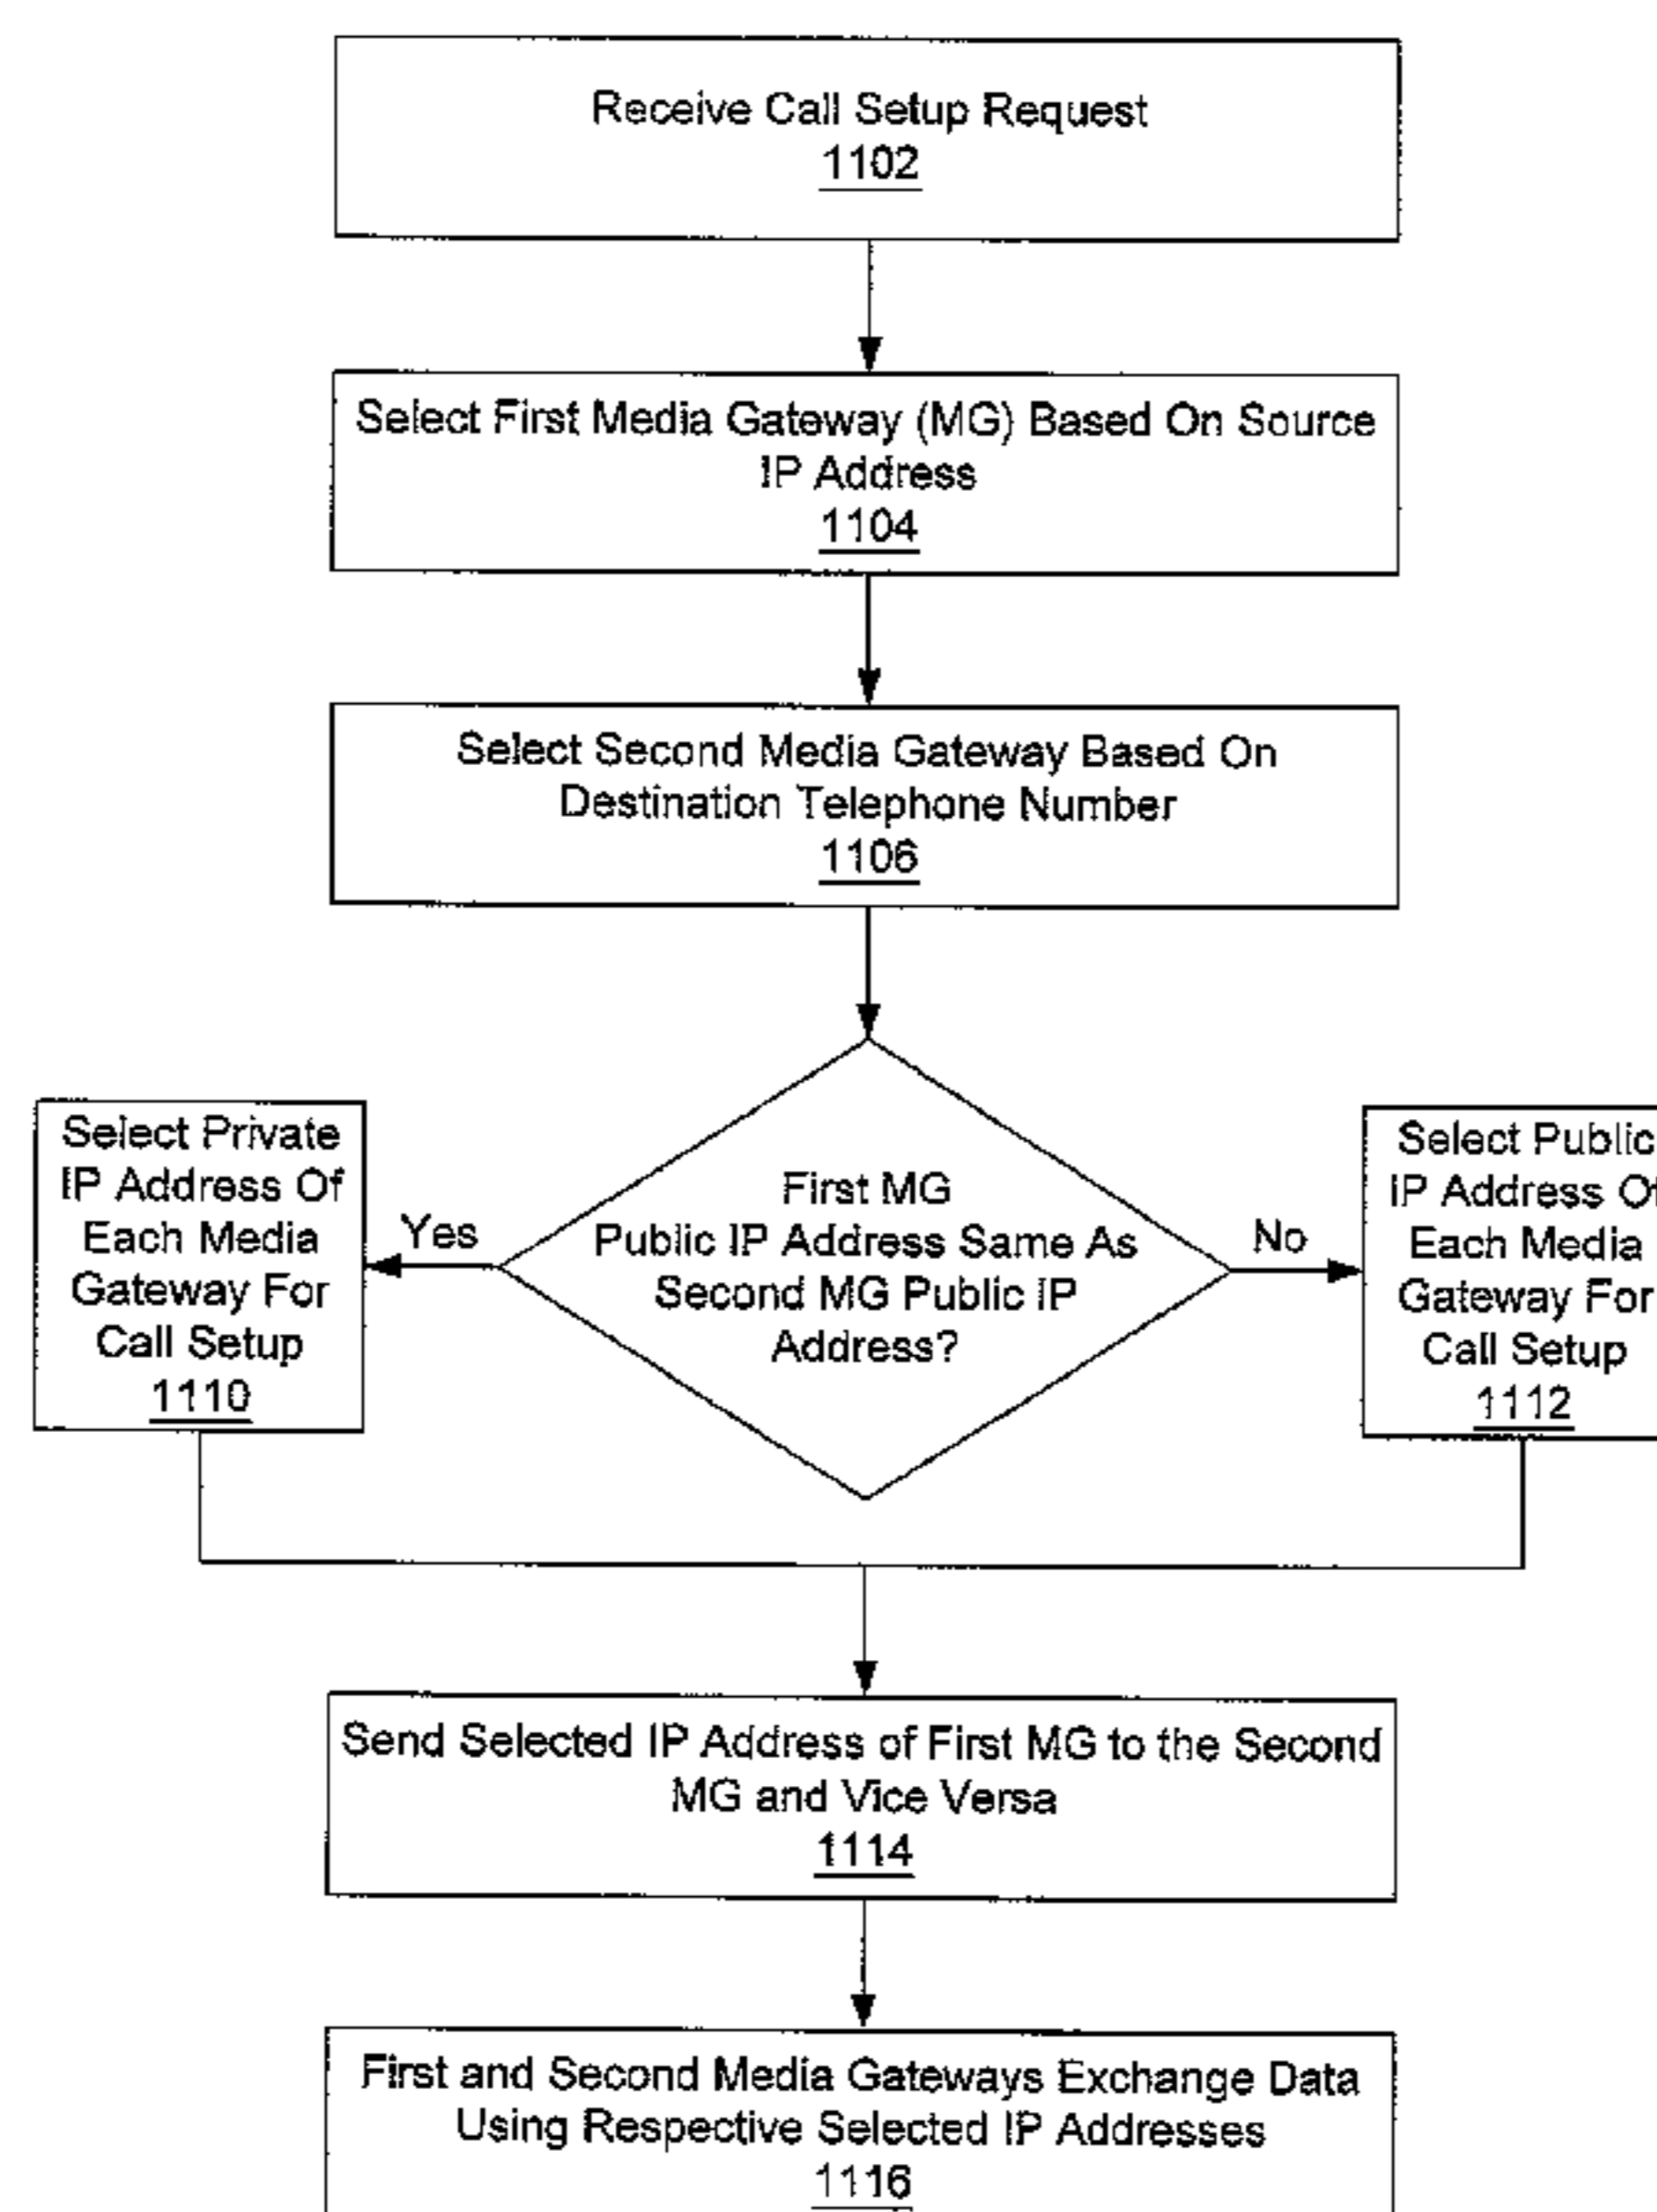 Receive Call Setup Request
1102
Select First Media Gateway (MG) Based On Source
IP Address
1104
Select Second Media Gateway Based On
Destination Telephone Number
1106
Select Private
IP Address Of
Each Media
Gateway For
Call Setup
1110
Yes
First MG
Public IP Address Same As
Second MG Public IP
Address?
No
Select Public
IP Address Of
Each Media
Gateway For
Call Setup
1112
Send Selected IP Address of First MG to the Second
MG and Vice Versa
1114
First and Second Media Gateways Exchange Data
Using Respective Selected IP Addresses
1116